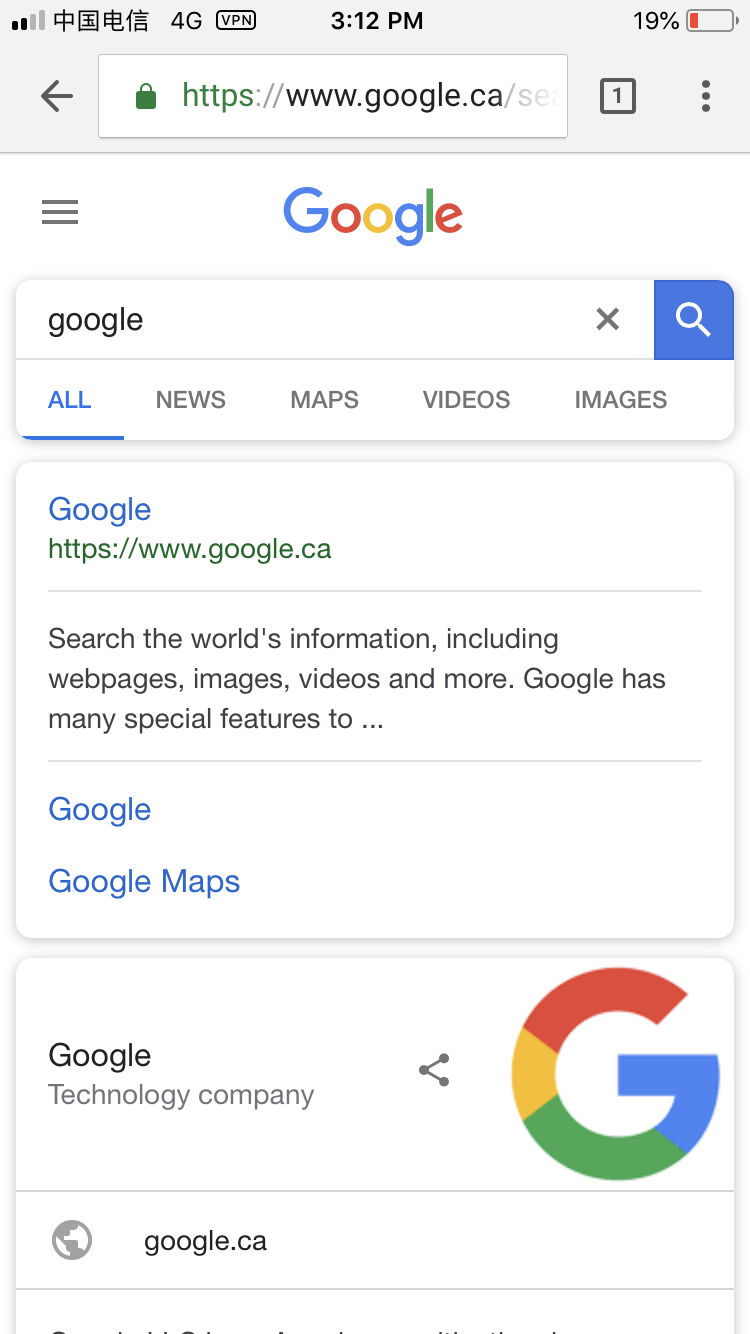 中国电信 4G VPN 3:12 PM 19%
https://www.google.ca/sea
1
Google
google
ALL NEWS MAPS VIDEOS IMAGES
Google
https://www.google.ca
Search the world's information, including
webpages, images, videos and more. Google has
many special features to ...
Google
Google Maps
Google
Technology company
google.ca